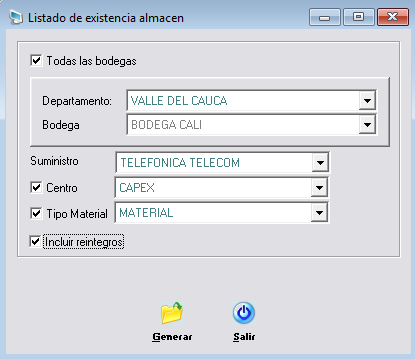 Listado de existencia almacen
Todas las bodegas
Departamento: VALLE DEL CAUCA
Bodega BODEGA CALI
Suministro TELEFONICA TELECOM
Centro CAPEX
Tipo Material MATERIAL
Incluir reintegros
Generar Salir